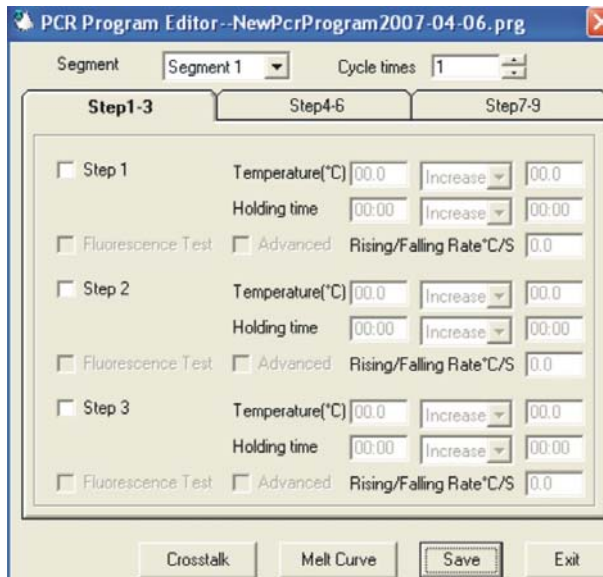 PCR Program Editor--NewPcrProgram2007-04-06.prg
Segment Segment 1 Cycle times 1
Step1-3 Step4-6 Step7-9
Step 1 Temperature(°C) 00.0 Increase 00.0
Holding time 00:00 Increase 00:00
Fluorescence Test Advanced Rising/Falling Rate°C/S 0.0
Step 2 Temperature(°C) 00.0 Increase 00.0
Holding time 00:00 Increase 00:00
Fluorescence Test Advanced Rising/Falling Rate°C/S 0.0
Step 3 Temperature(°C) 00.0 Increase 00.0
Holding time 00:00 Increase 00:00
Fluorescence Test Advanced Rising/Falling Rate°C/S 0.0
Crosstalk Melt Curve Save Exit